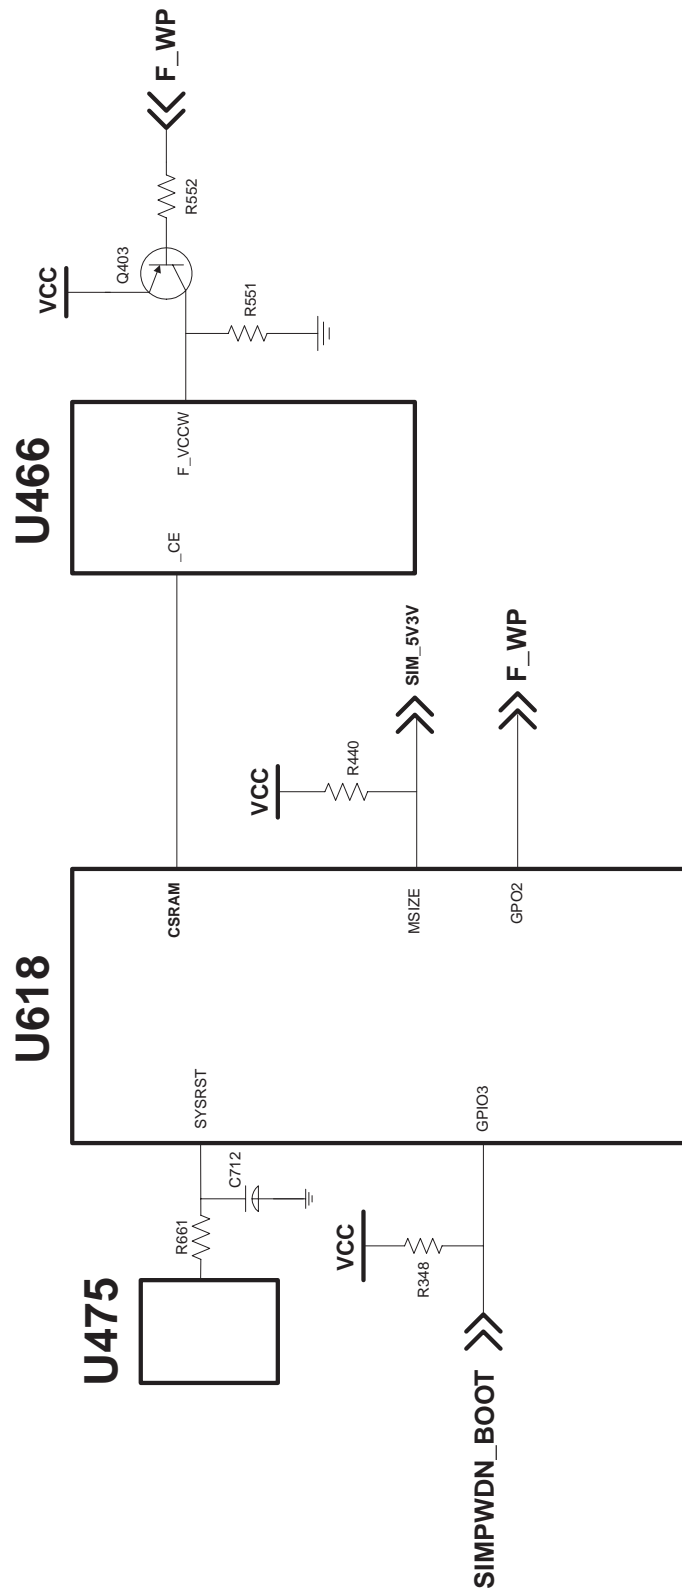 U475
R661
C712
VCC
R348
SIMPWDN_BOOT
U618
SYSRST
CSRAM
MSIZE
GPO2
GPIO3
VCC
R440
SIM_5V3V
F_WP
U466
_CE
F_VCCW
VCC
Q403
R551
R552
F_WP